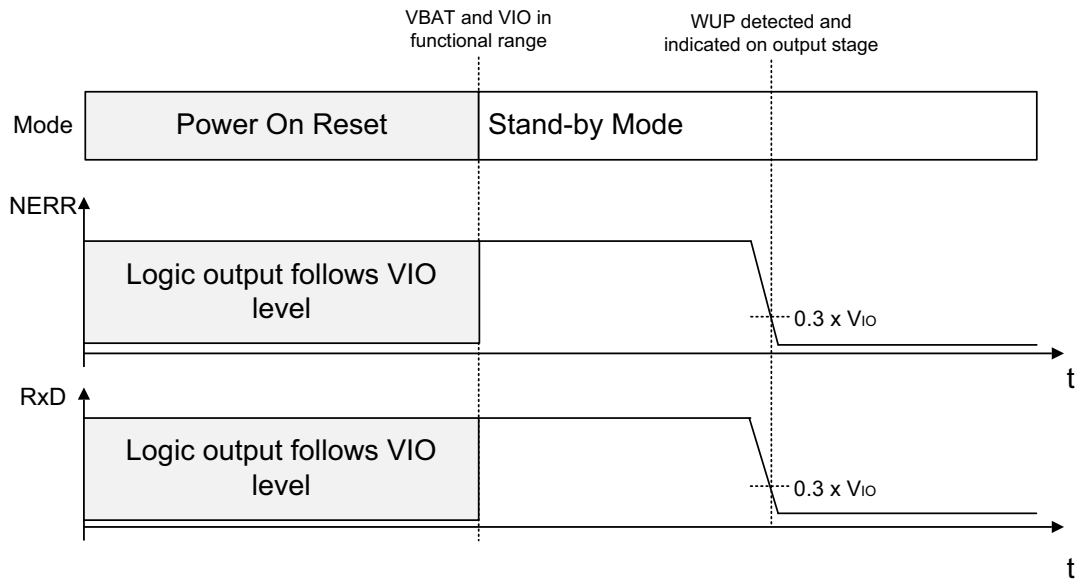 VBAT and VIO in
functional range
WUP detected and
indicated on output stage
Mode
Power On Reset
Stand-by Mode
NERR
Logic output follows VIO
level
0.3 x VIO
t
RxD
Logic output follows VIO
level
0.3 x VIO
t